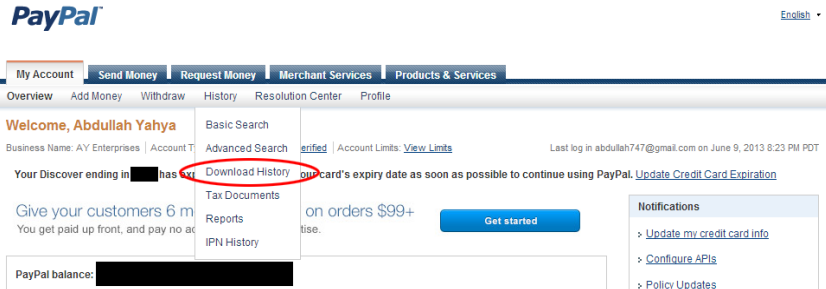 PayPal
English
My Account Send Money Request Money Merchant Services Products & Services
Overview Add Money Withdraw History Resolution Center Profile
Welcome, Abdullah Yahya
Basic Search
Business Name: AY Enterprises Account T Advanced Search erified Account Limits: View Limits Last log in abdullah747@gmail.com on June 9, 2013 8:23 PM PDT
Your Discover ending in has exp Download History our card's expiry date as soon as possible to continue using PayPal. Update Credit Card Expiration
Tax Documents
Give your customers 6 m on orders $99+
You get paid up front, and pay no ad tise.
Reports
IPN History
Get started
Notifications
Update my credit card info
Configure APIs
Policy Updates
PayPal balance: